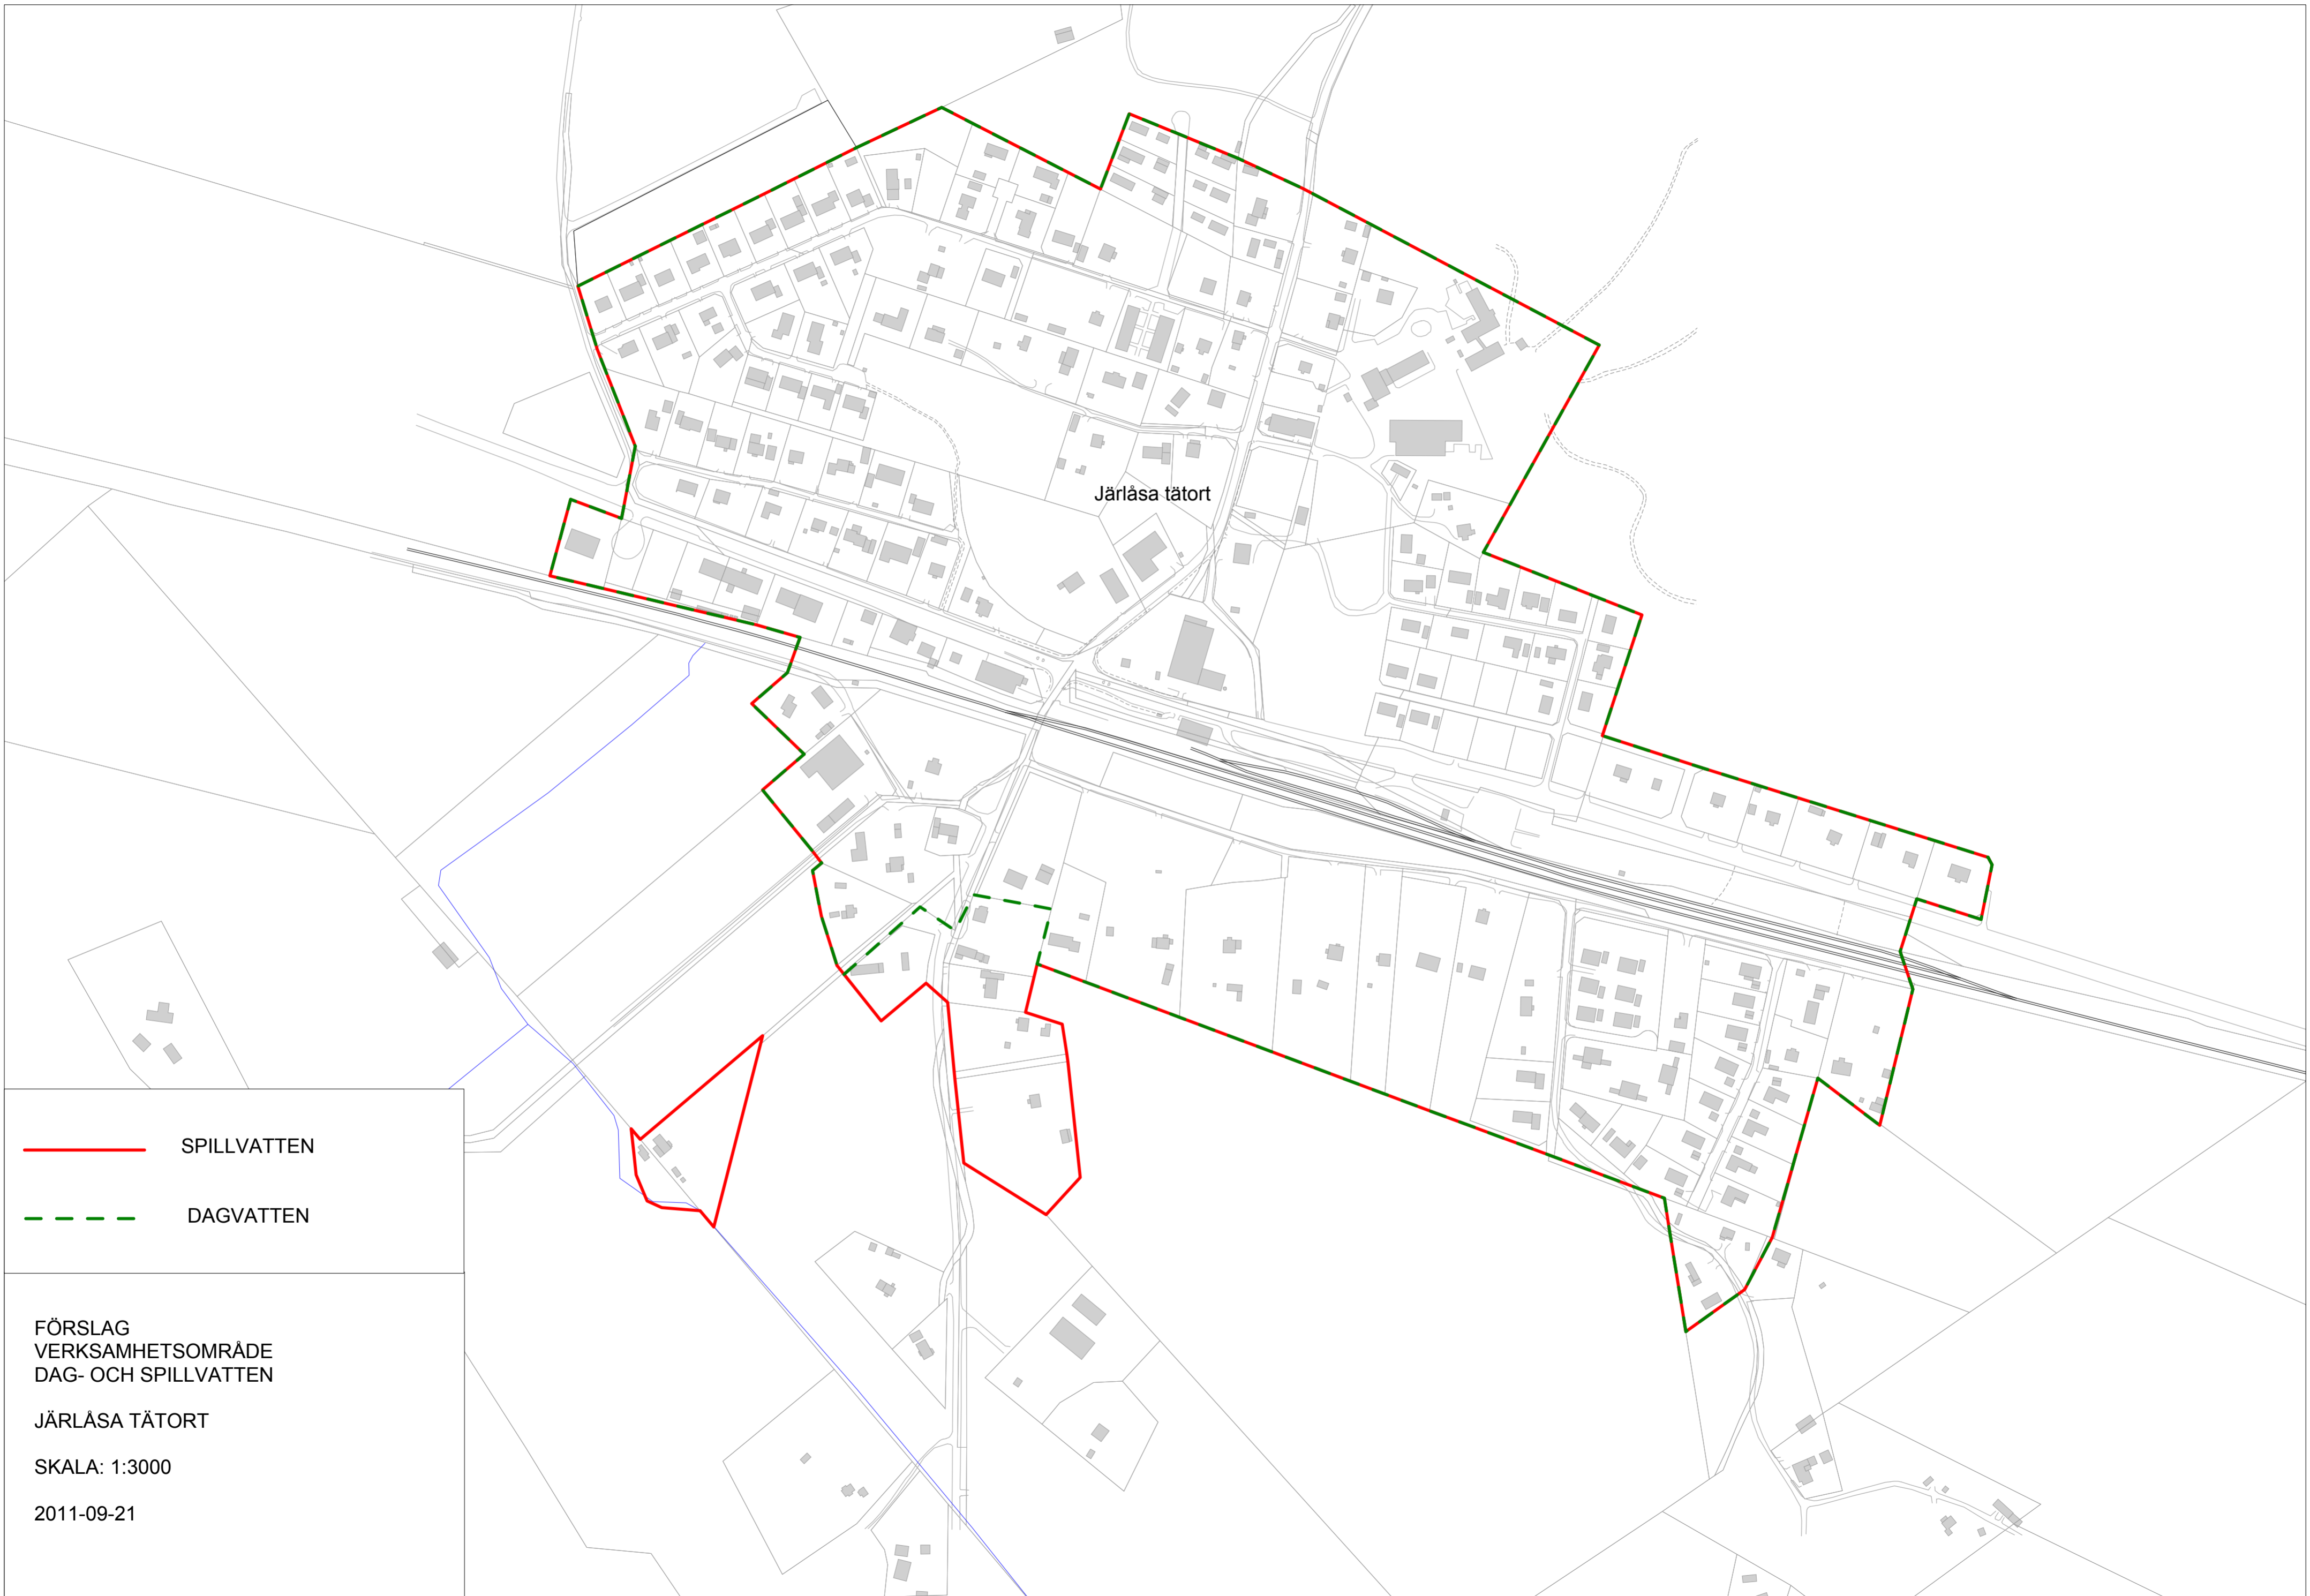 Järlåsa tätort
SPILLVATTEN
DAGVATTEN
FÖRSLAG
VERKSAMHETSOMRÅDE
DAG- OCH SPILLVATTEN
JÄRLÅSA TÄTORT
SKALA: 1:3000
2011-09-21